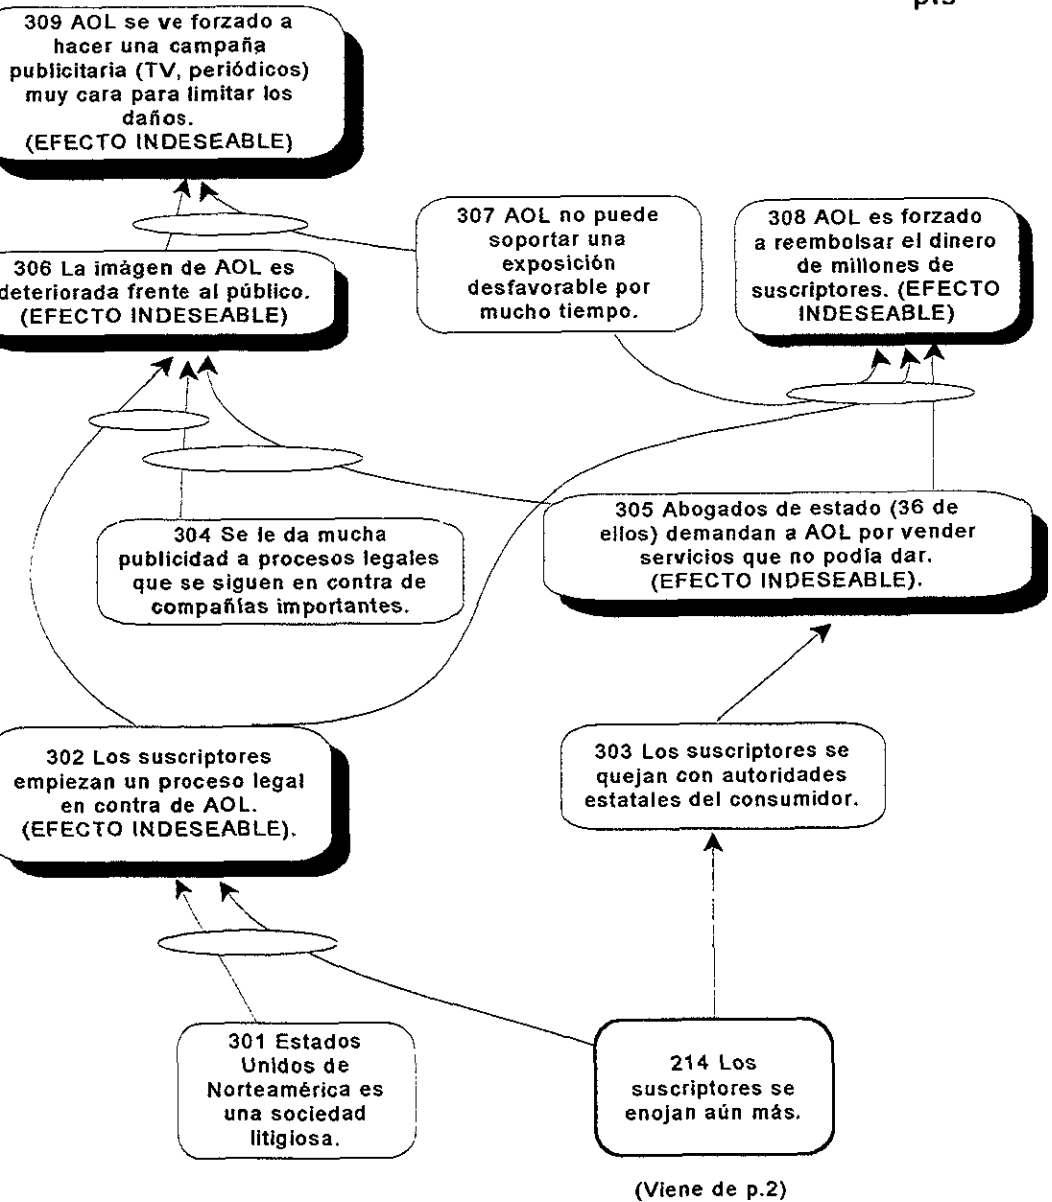 309 AOL se ve forzado a
hacer una campaña
publicitaria (TV, periódicos)
muy cara para limitar los
daños.
(EFECTO INDESEABLE)
307 AOL no puede
soportar una
exposición
desfavorable por
mucho tiempo.
308 AOL es forzado
a reembolsar el dinero
de millones de
suscriptores. (EFECTO
INDESEABLE)
306 La imágen de AOL es
deteriorada frente al público.
(EFECTO INDESEABLE)
304 Se le da mucha
publicidad a procesos legales
que se siguen en contra de
compañías importantes.
305 Abogados de estado (36 de
ellos) demandan a AOL por vender
servicios que no podía dar.
(EFECTO INDESEABLE).
302 Los suscriptores
empiezan un proceso legal
en contra de AOL.
(EFECTO INDESEABLE).
303 Los suscriptores se
quejan con autoridades
estatales del consumidor.
301 Estados
Unidos de
Norteamérica es
una sociedad
litigiosa.
214 Los
suscriptores se
enojan aún más.
(Viene de p.2)